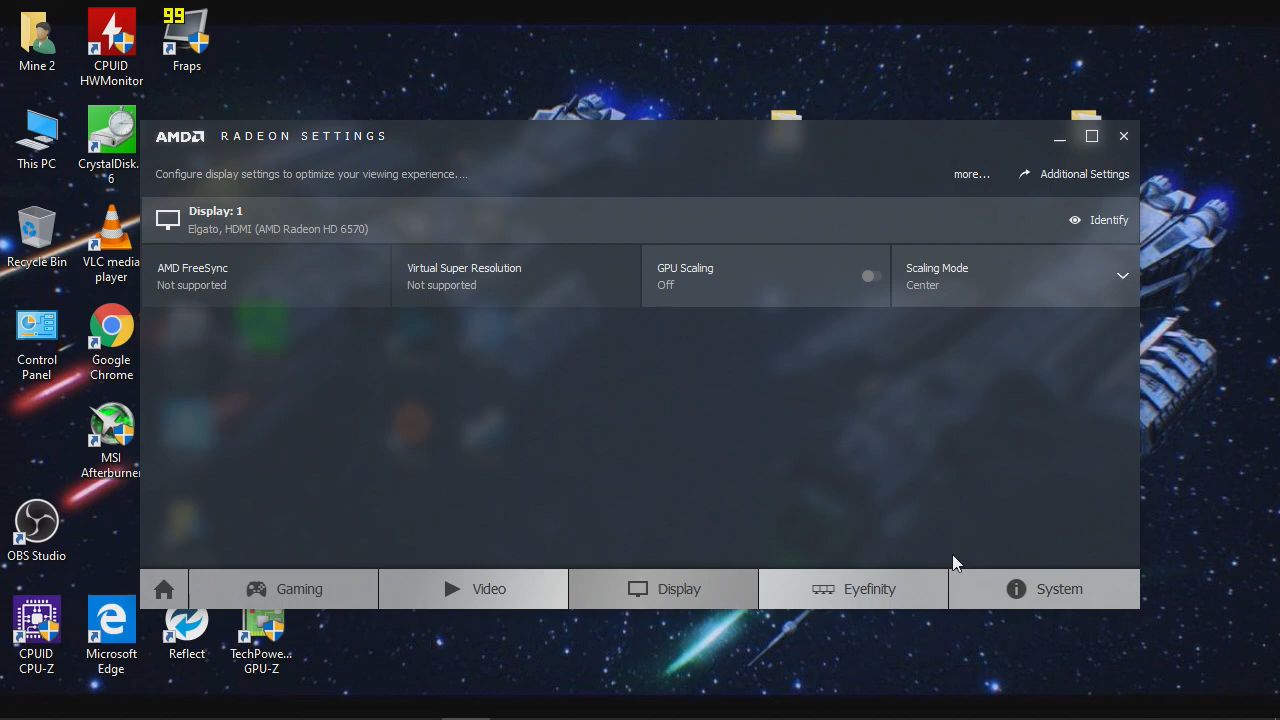 99
Mine 2
CPUID
HWMonitor
Fraps
This PC
CrystalDisk...
6
Recycle Bin
VLC media
player
Control
Panel
Google
Chrome
MSI
Afterburner
OBS Studio
CPUID
CPU-Z
Microsoft
Edge
Reflect
TechPowe...
GPU-Z
AMD RADEON SETTINGS
Configure display settings to optimize your viewing experience....
more...
Additional Settings
Display: 1
Elgato, HDMI (AMD Radeon HD 6570)
Identify
AMD FreeSync
Not supported
Virtual Super Resolution
Not supported
GPU Scaling
Off
Scaling Mode
Center
Gaming
Video
Display
Eyefinity
System